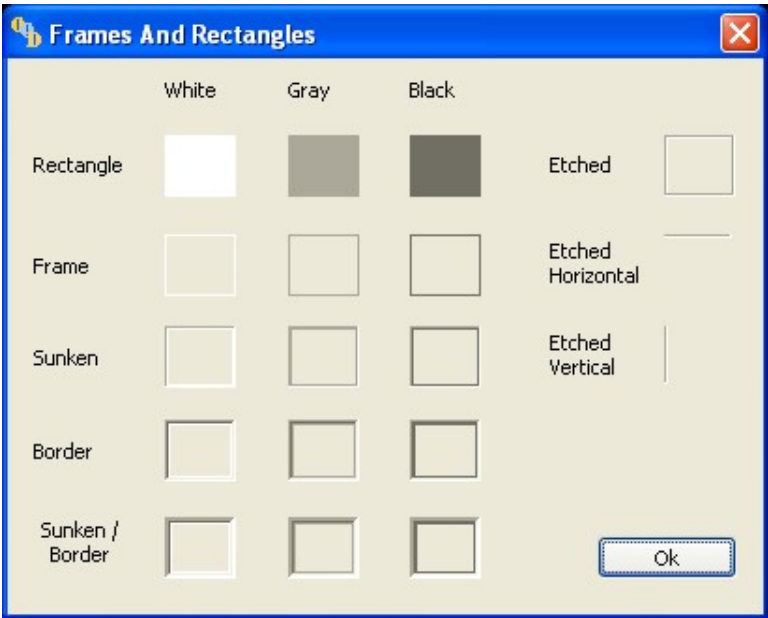 Frames And Rectangles
White Gray Black
Rectangle Etched
Frame Etched
Horizontal
Sunken Etched
Vertical
Border
Sunken /
Border
Ok